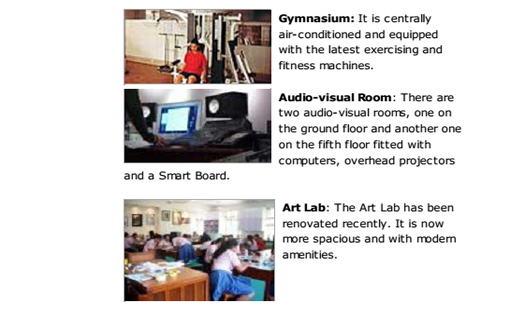 Gymnasium: It is centrally
air-conditioned and equipped
with the latest exercising and
fitness machines.
Audio-visual Room: There are
two audio-visual rooms, one on
the ground floor and another one
on the fifth floor fitted with
computers, overhead projectors
and a Smart Board.
Art Lab: The Art Lab has been
renovated recently. It is now
more spacious and with modern
amenities.